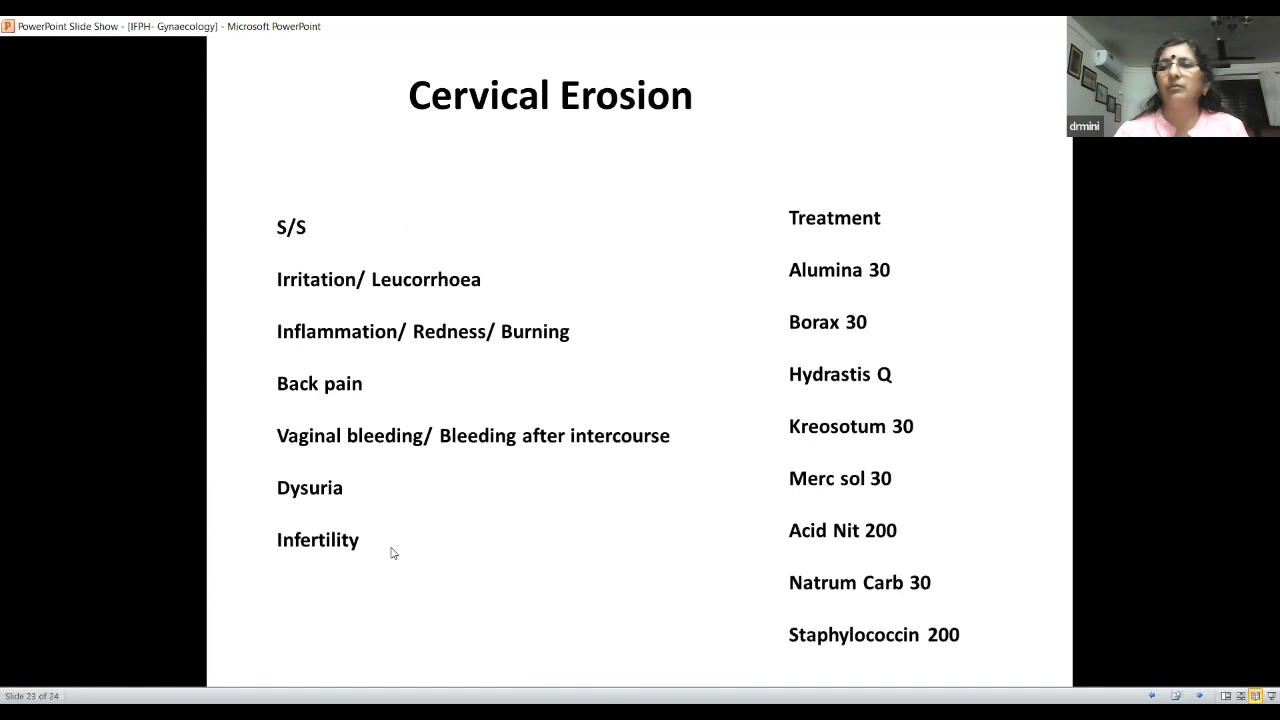 PowerPoint Slide Show - [IFPH- Gynaecology] - Microsoft PowerPoint
drmini
Cervical Erosion
S/S
Irritation/ Leucorrhoea
Inflammation/ Redness/ Burning
Back pain
Vaginal bleeding/ Bleeding after intercourse
Dysuria
Infertility
Treatment
Alumina 30
Borax 30
Hydrastis Q
Kreosotum 30
Merc sol 30
Acid Nit 200
Natrum Carb 30
Staphylococcin 200
Slide 23 of 24